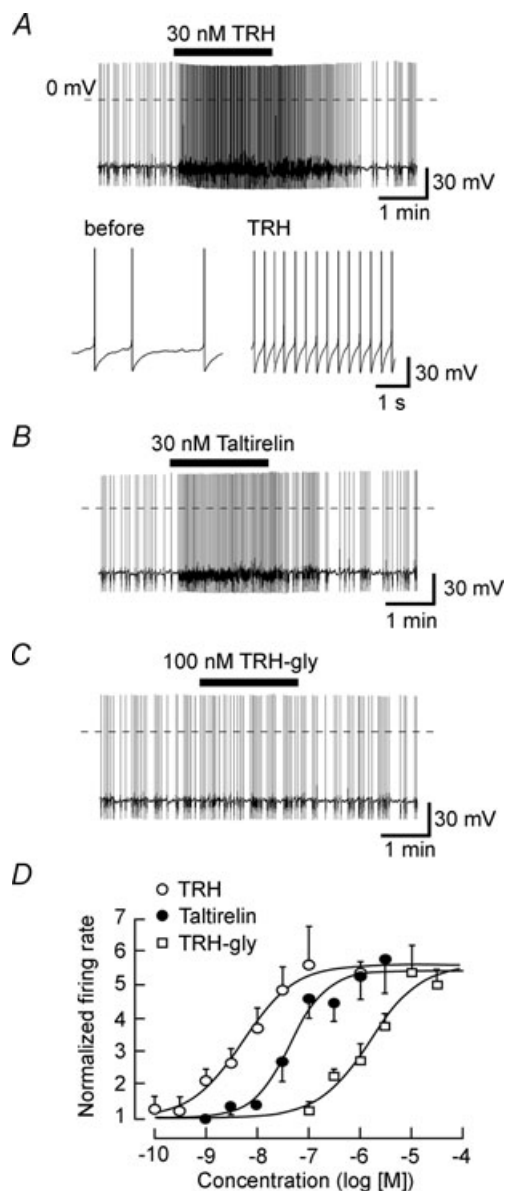 A
30 nM TRH
0 mV
30 mV
1 min
before
TRH
30 mV
1 s
B
30 nM Taltirelin
30 mV
1 min
C
100 nM TRH-gly
30 mV
1 min
D
TRH
Taltirelin
TRH-gly
Normalized firing rate
7
6
5
4
3
2
1
-10 -9 -8 -7 -6 -5 -4
Concentration (log [M])